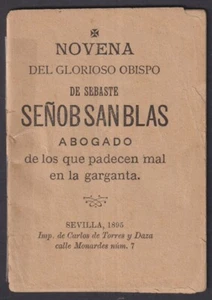 NOVENA
DEL GLORIOSO OBISPO
DE SEBASTE
SEÑOR SAN BLAS
ABOGADO
de los que padecen mal
en la garganta.
SEVILLA, 1895
Imp. de Carlos de Torres y Daza
calle Monardes núm. 7